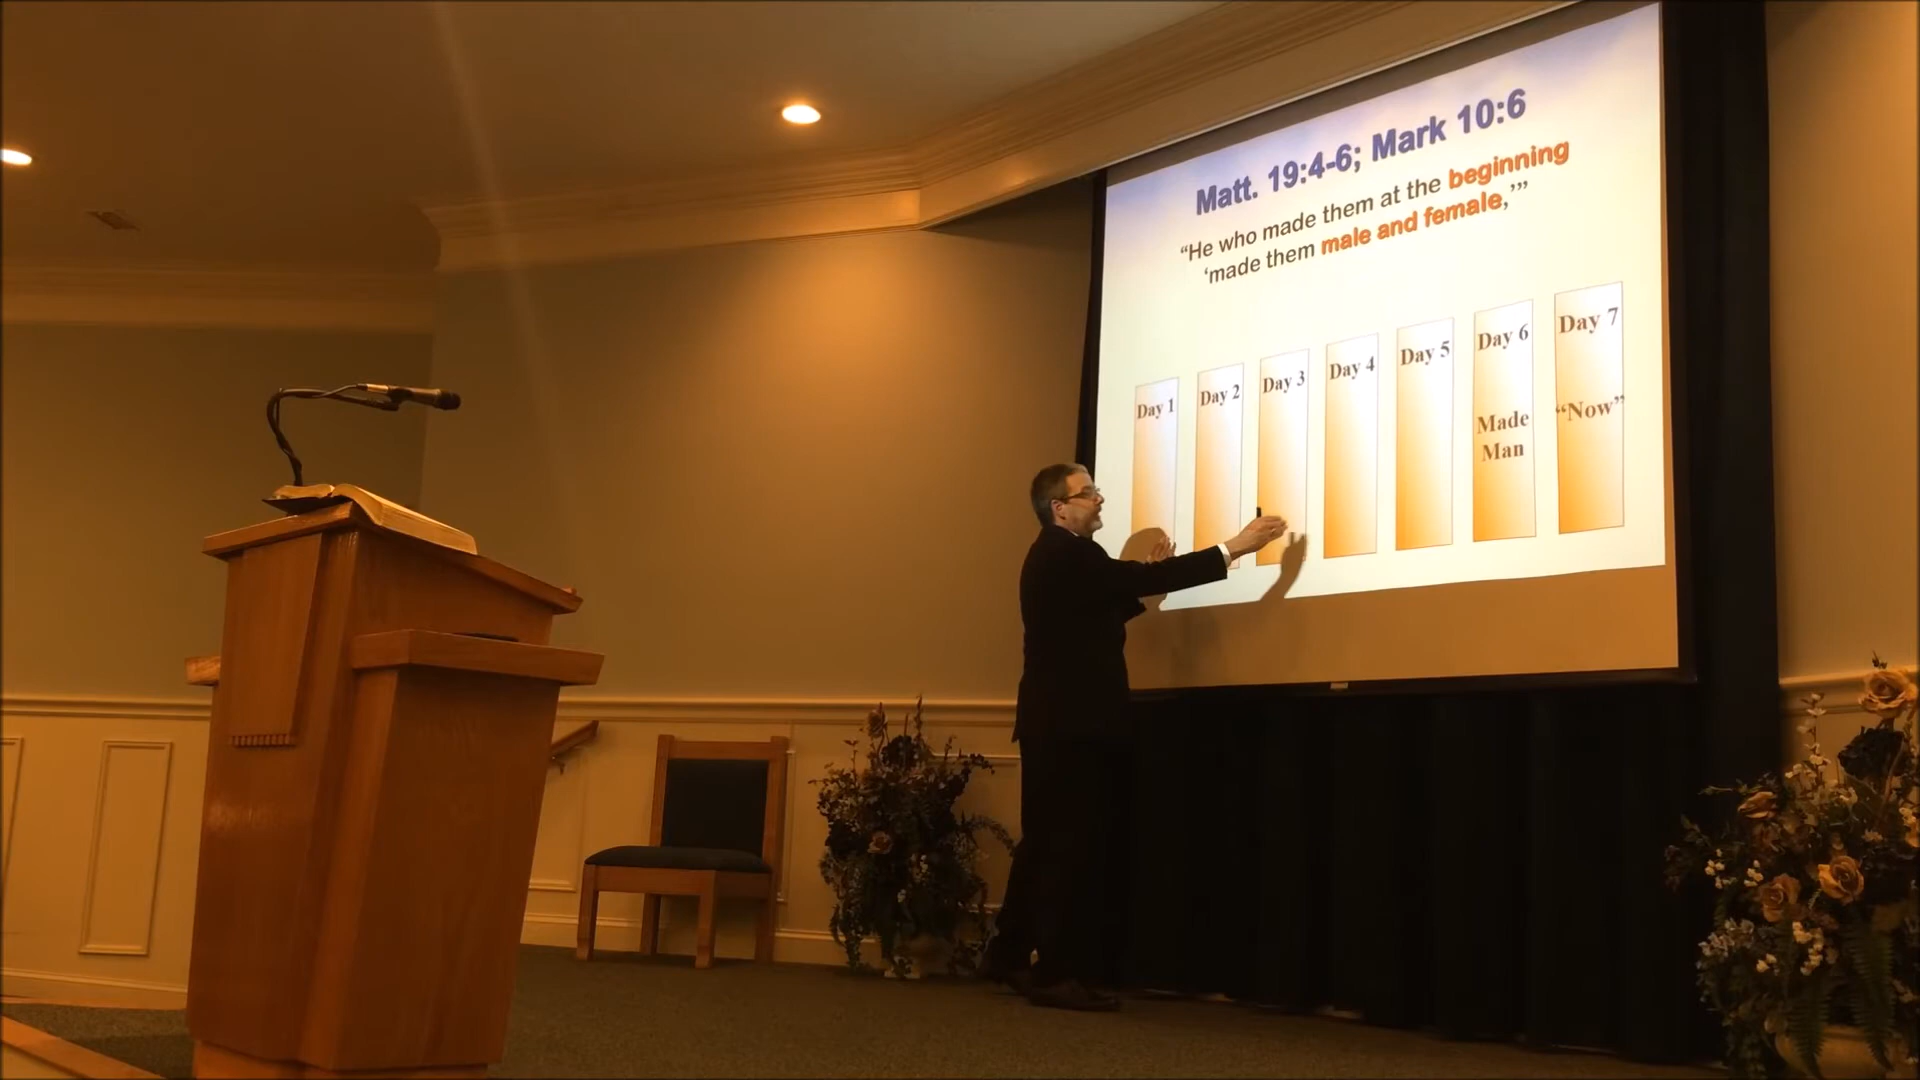 Matt. 19:4-6; Mark 10:6
“He who made them at the beginning
‘made them male and female,’”
Day 1
Day 2
Day 3
Day 4
Day 5
Day 6
Made
Man
Day 7
“Now”